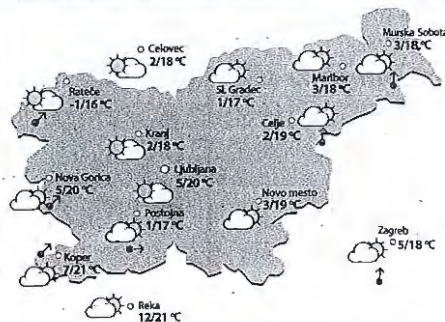 Murska Sobota
3/18 °C
Celovec
2/18 °C
Maribor
3/18 °C
Sl. Gradec
1/17 °C
Rateče
-1/16 °C
Celje
2/19 °C
Kranj
2/18 °C
Ljubljana
5/20 °C
Nova Gorica
5/20 °C
Novo mesto
3/19 °C
Postojna
1/17 °C
Zagreb
5/18 °C
Koper
7/21 °C
Reka
12/21 °C